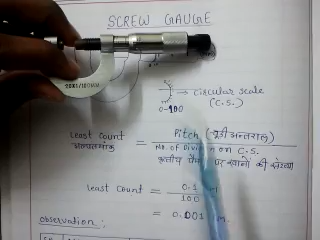 SCREW GAUGE
→ Circular scale
(C.S.)
0-100
Least Count = Pitch (चूड़ी अन्तराल)
अल्पतमांक No. of Division on C.S.
वृत्तीय पैमाने पर खानों की संख्या
Least Count = 0.1
100
= 0.001
Observation: